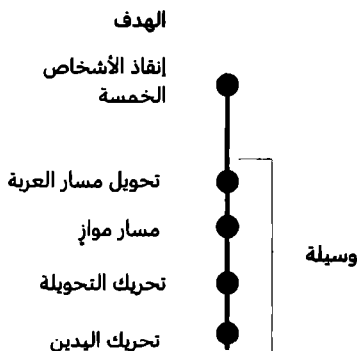 الهدف
إنقاذ الأشخاص
الخمسة
تحويل مسار العربة
مسار موازٍ
وسيلة
تحريك التحويلة
تحريك اليدين